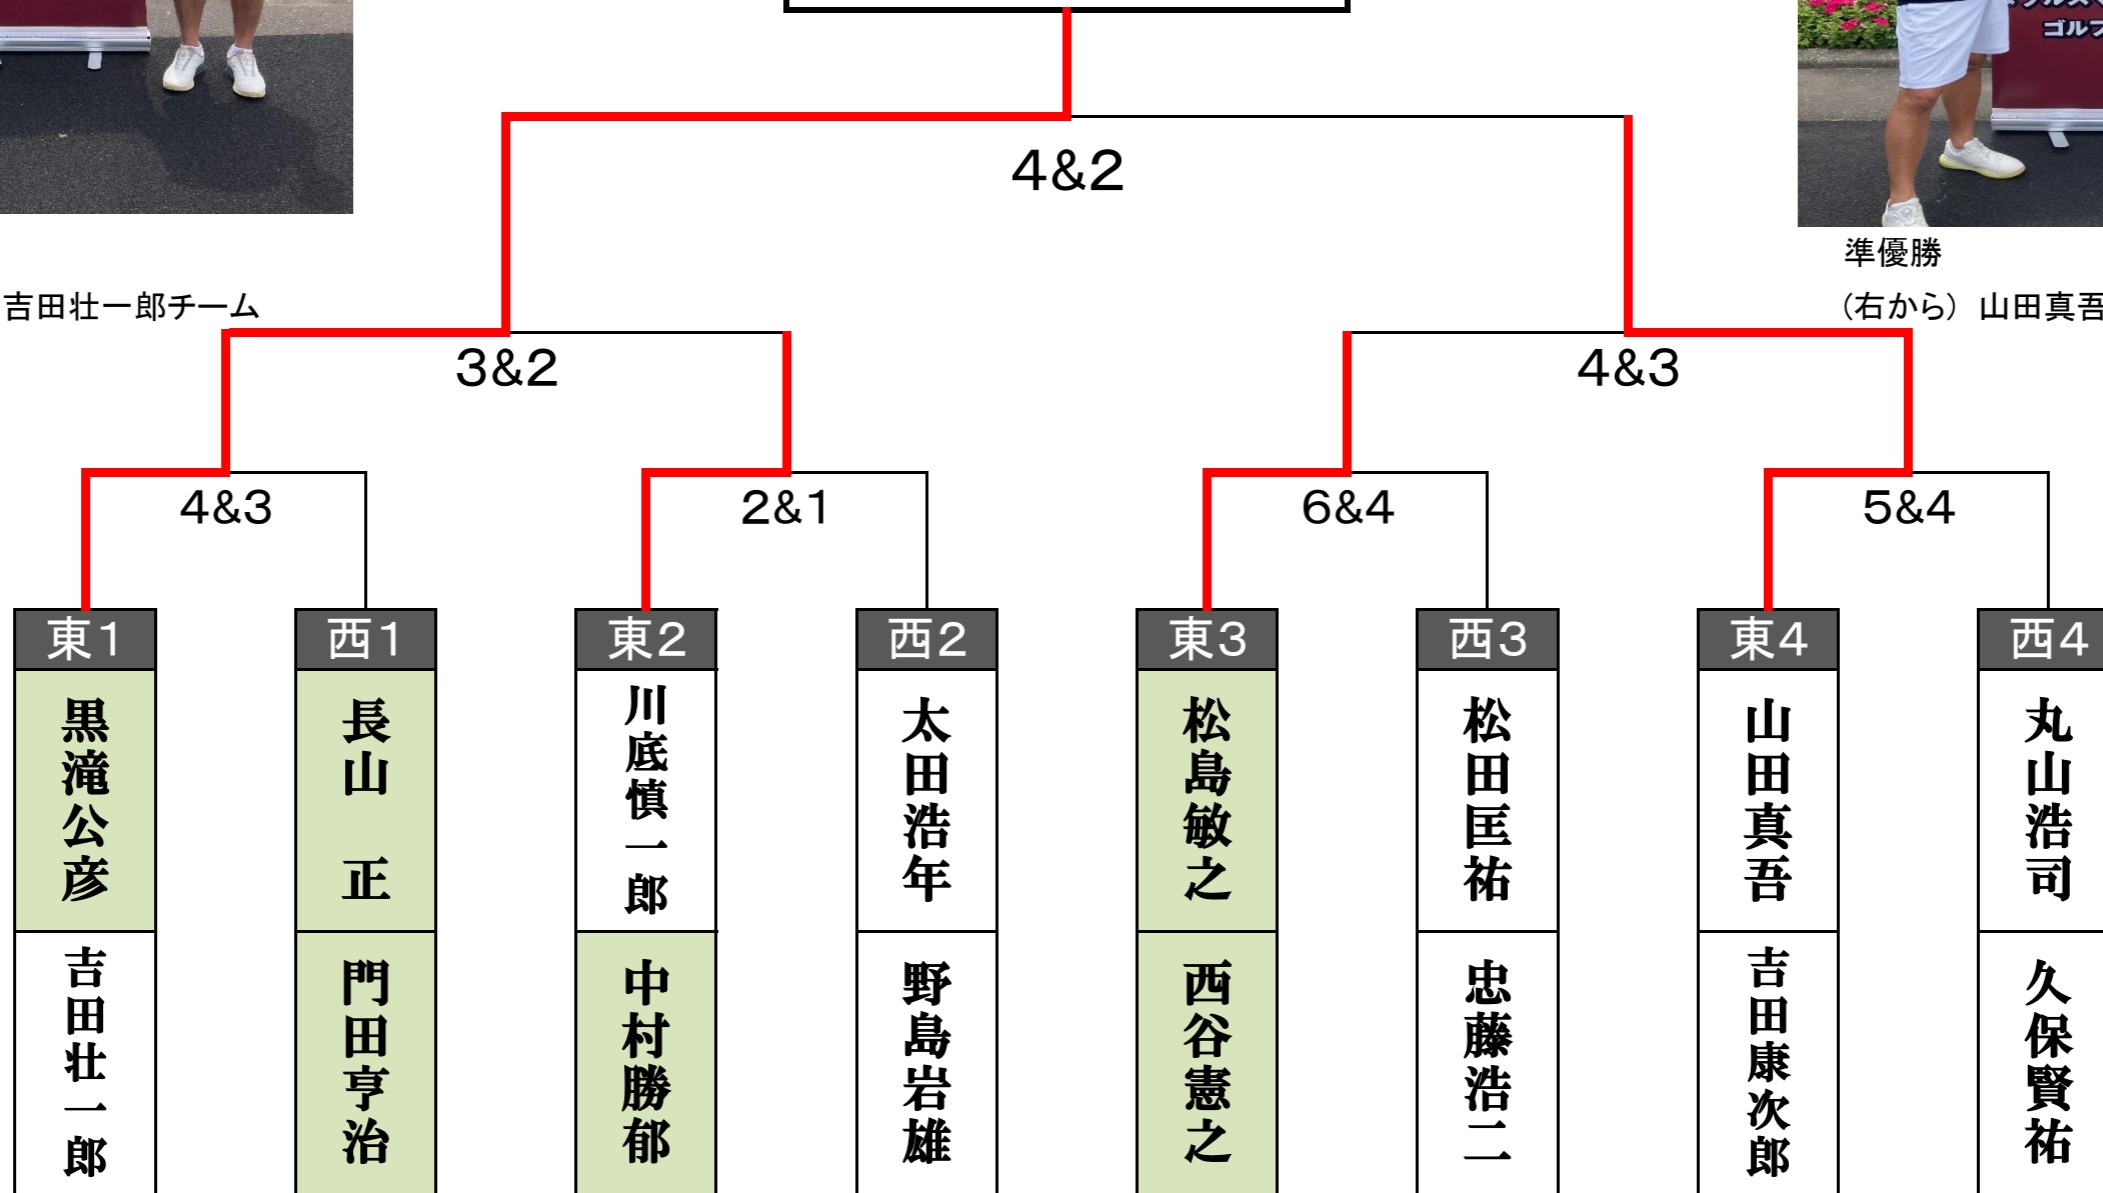 ゴルフ
4&2
準優勝
吉田壮一郎チーム
(右から) 山田真吾
3&2
4&3
4&3
2&1
6&4
5&4
東1
西1
東2
西2
東3
西3
東4
西4
黒滝公彦
長山 正
川底慎一郎
太田浩年
松島敏之
松田匡祐
山田真吾
丸山浩司
吉田壮一郎
門田亨治
中村勝郁
野島岩雄
西谷憲之
忠藤浩二
吉田康次郎
久保賢祐